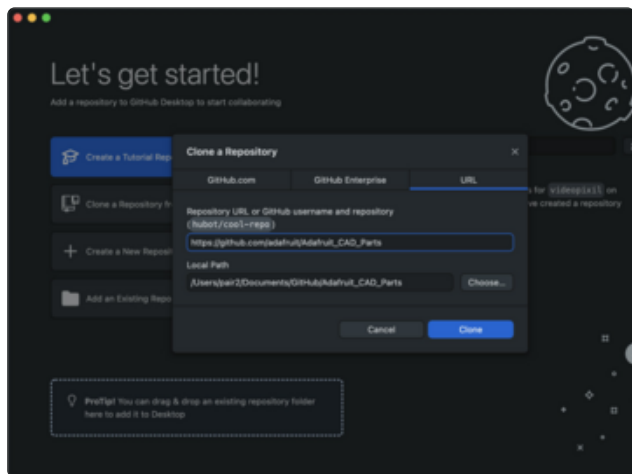 Let's get started!
Add a repository to GitHub Desktop to start collaborating
Create a Tutorial Rep
Clone a Repository fr
Create a New Reposit
Add an Existing Repo
ProTip! You can drag & drop an existing repository folder
here to add it to Desktop
Clone a Repository
GitHub.com
GitHub Enterprise
URL
Repository URL or GitHub username and repository
(hubot/cool-repo)
https://github.com/adafruit/Adafruit_CAD_Parts
Local Path
/Users/pair2/Documents/GitHub/Adafruit_CAD_Parts
Choose...
Cancel
Clone
for videopixil on
ve created a repository